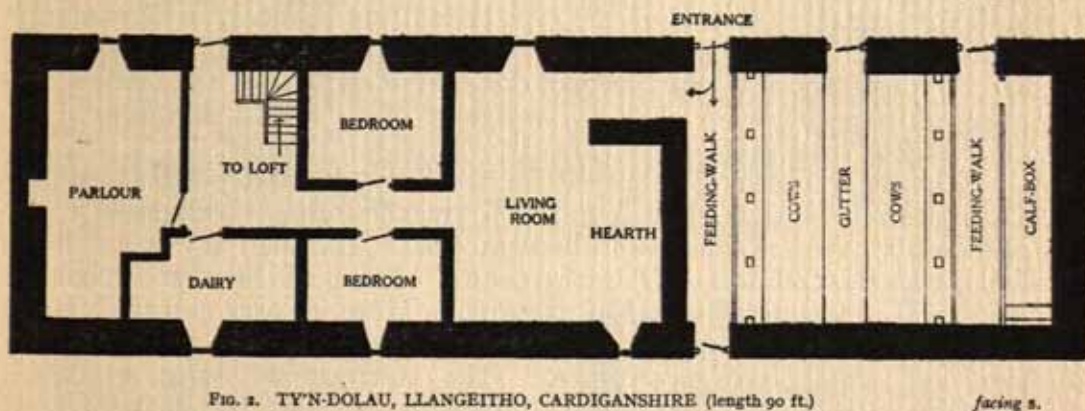 ENTRANCE
BEDROOM
TO LOFT
PARLOUR
LIVING
ROOM
HEARTH
FEEDING-WALK
COWS
GUTTER
COWS
FEEDING-WALK
CALF-BOX
DAIRY
BEDROOM
FIG. 2. TY'N-DOLAU, LLANGEITHO, CARDIGANSHIRE (length 90 ft.)
facing 2.